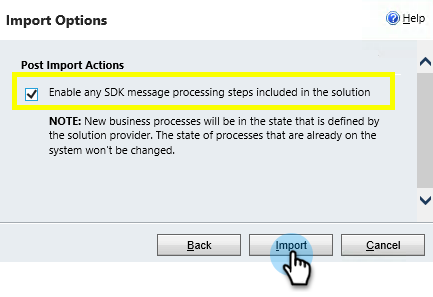 Import Options
Help
Post Import Actions
Enable any SDK message processing steps included in the solution
NOTE: New business processes will be in the state that is defined by
the solution provider. The state of processes that are already on the
system won't be changed.
Back
Import
Cancel